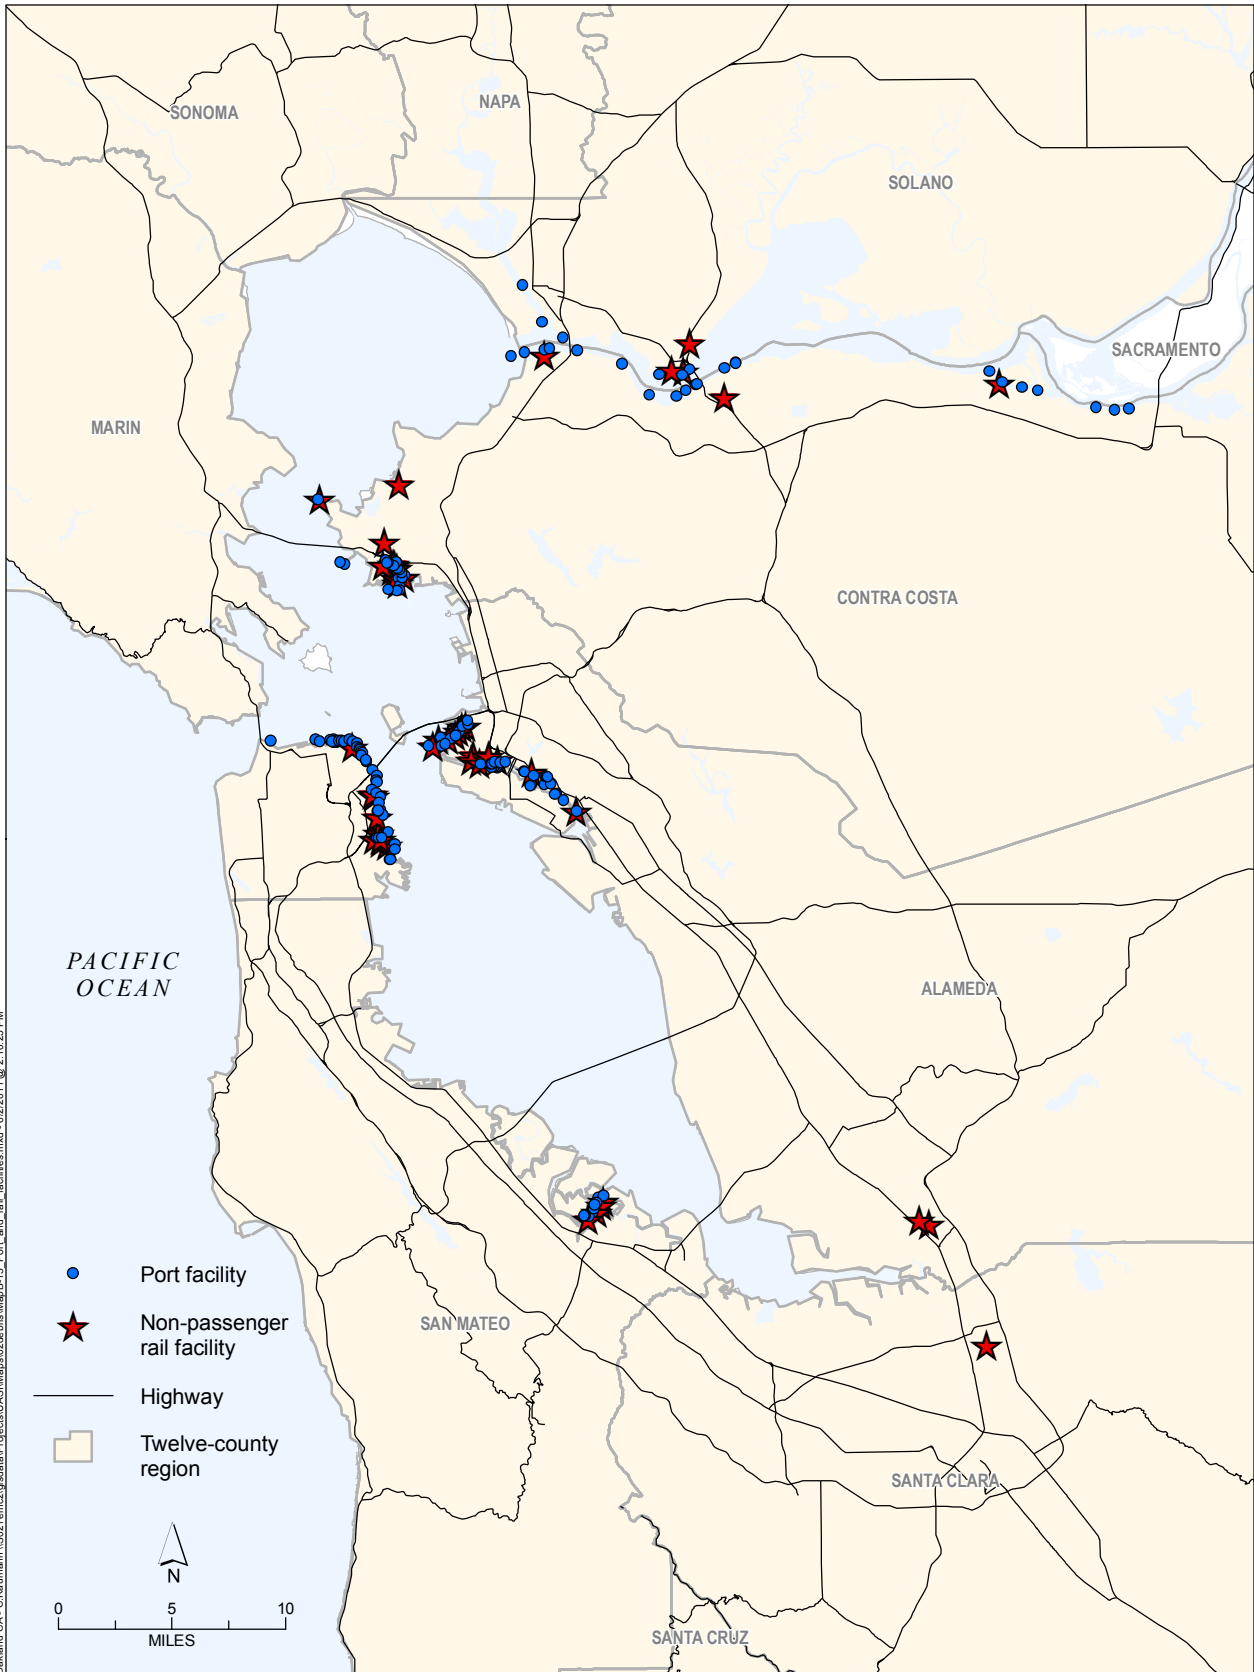 SONOMA
NAPA
SOLANO
SACRAMENTO
MARIN
CONTRA COSTA
PACIFIC
OCEAN
ALAMEDA
SAN MATEO
SANTA CLARA
SANTA CRUZ
Port facility
Non-passenger
rail facility
Highway
Twelve-county
region
N
0 5 10
MILES